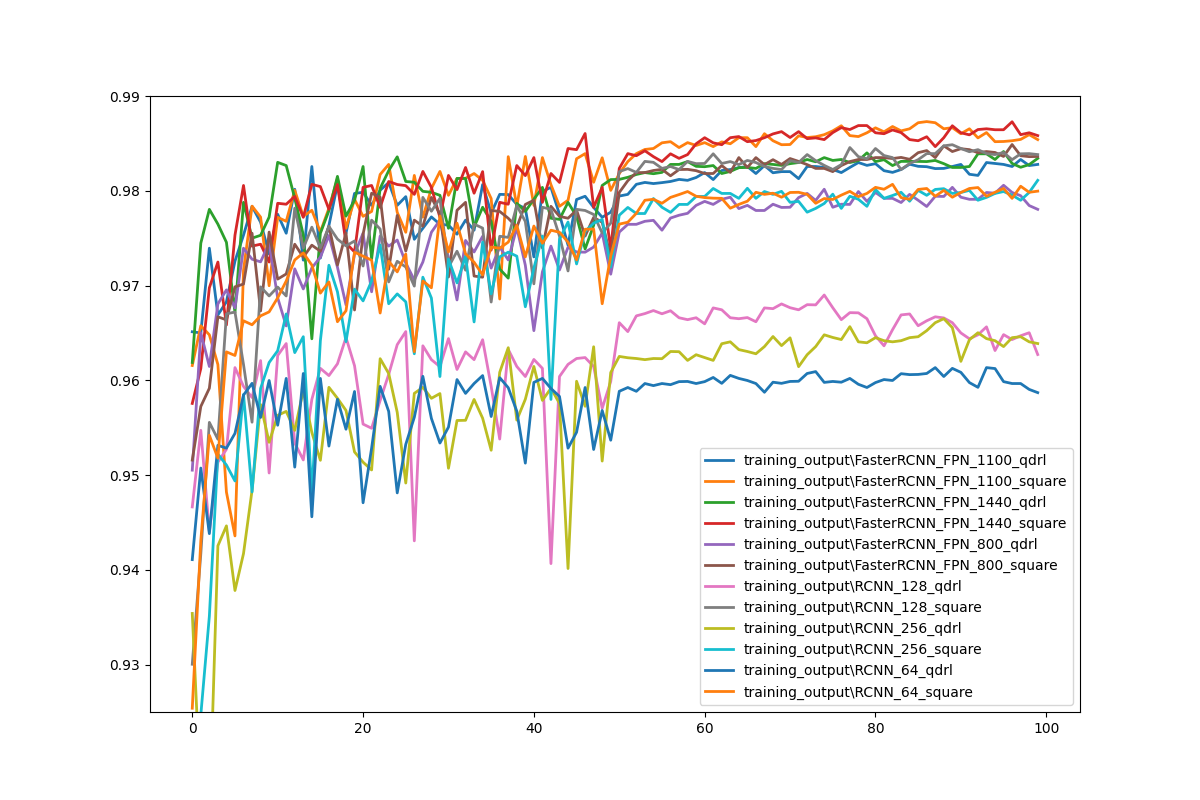 0.99
0.98
0.97
0.96
0.95
0.94
0.93
0
20
40
60
80
100
training_output\FasterRCNN_FPN_1100_qdrl
training_output\FasterRCNN_FPN_1100_square
training_output\FasterRCNN_FPN_1440_qdrl
training_output\FasterRCNN_FPN_1440_square
training_output\FasterRCNN_FPN_800_qdrl
training_output\FasterRCNN_FPN_800_square
training_output\RCNN_128_qdrl
training_output\RCNN_128_square
training_output\RCNN_256_qdrl
training_output\RCNN_256_square
training_output\RCNN_64_qdrl
training_output\RCNN_64_square